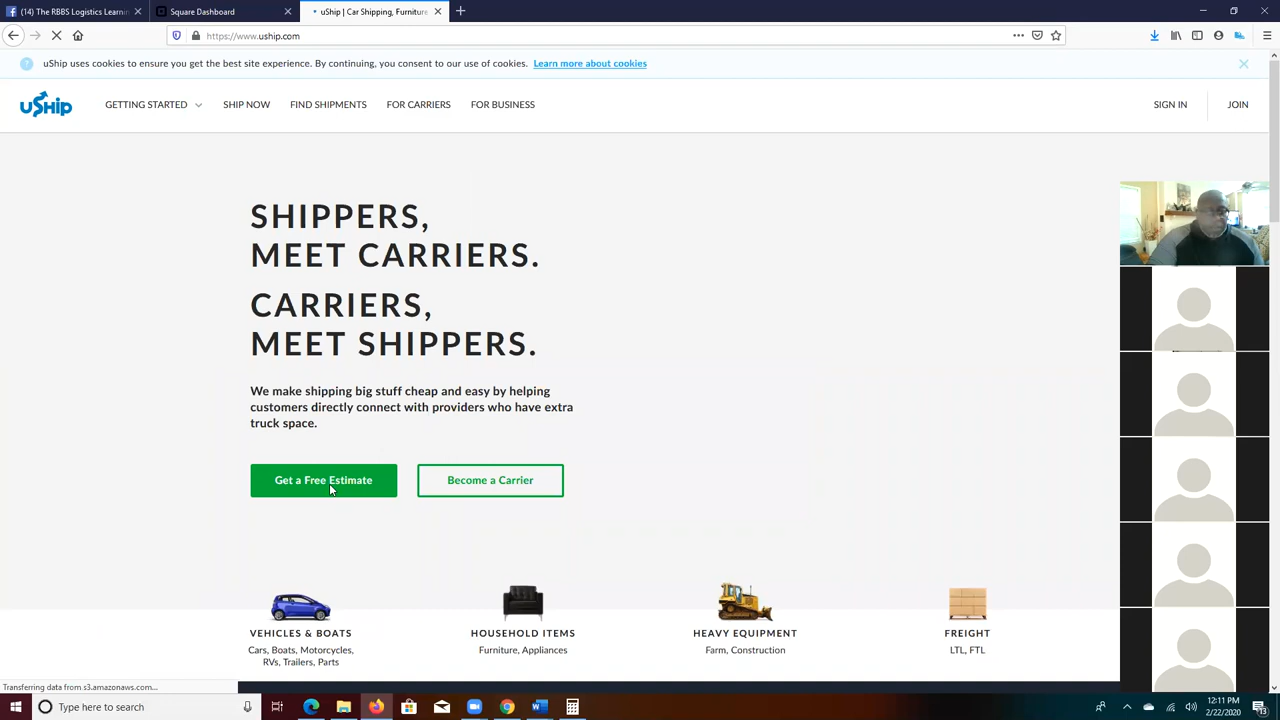 (14) The RBBS Logistics Learni
Square Dashboard
uShip | Car Shipping, Furniture
https://www.uship.com
uShip uses cookies to ensure you get the best site experience. By continuing, you consent to our use of cookies. Learn more about cookies
uShip
GETTING STARTED SHIP NOW FIND SHIPMENTS FOR CARRIERS FOR BUSINESS SIGN IN JOIN
SHIPPERS,
MEET CARRIERS.
CARRIERS,
MEET SHIPPERS.
We make shipping big stuff cheap and easy by helping
customers directly connect with providers who have extra
truck space.
Get a Free Estimate Become a Carrier
VEHICLES & BOATS
Cars, Boats, Motorcycles,
RVs, Trailers, Parts
HOUSEHOLD ITEMS
Furniture, Appliances
HEAVY EQUIPMENT
Farm, Construction
FREIGHT
LTL, FTL
Transferring data from s3.amazonaws.com...
Type here to search
12:11 PM
2/22/2020
13